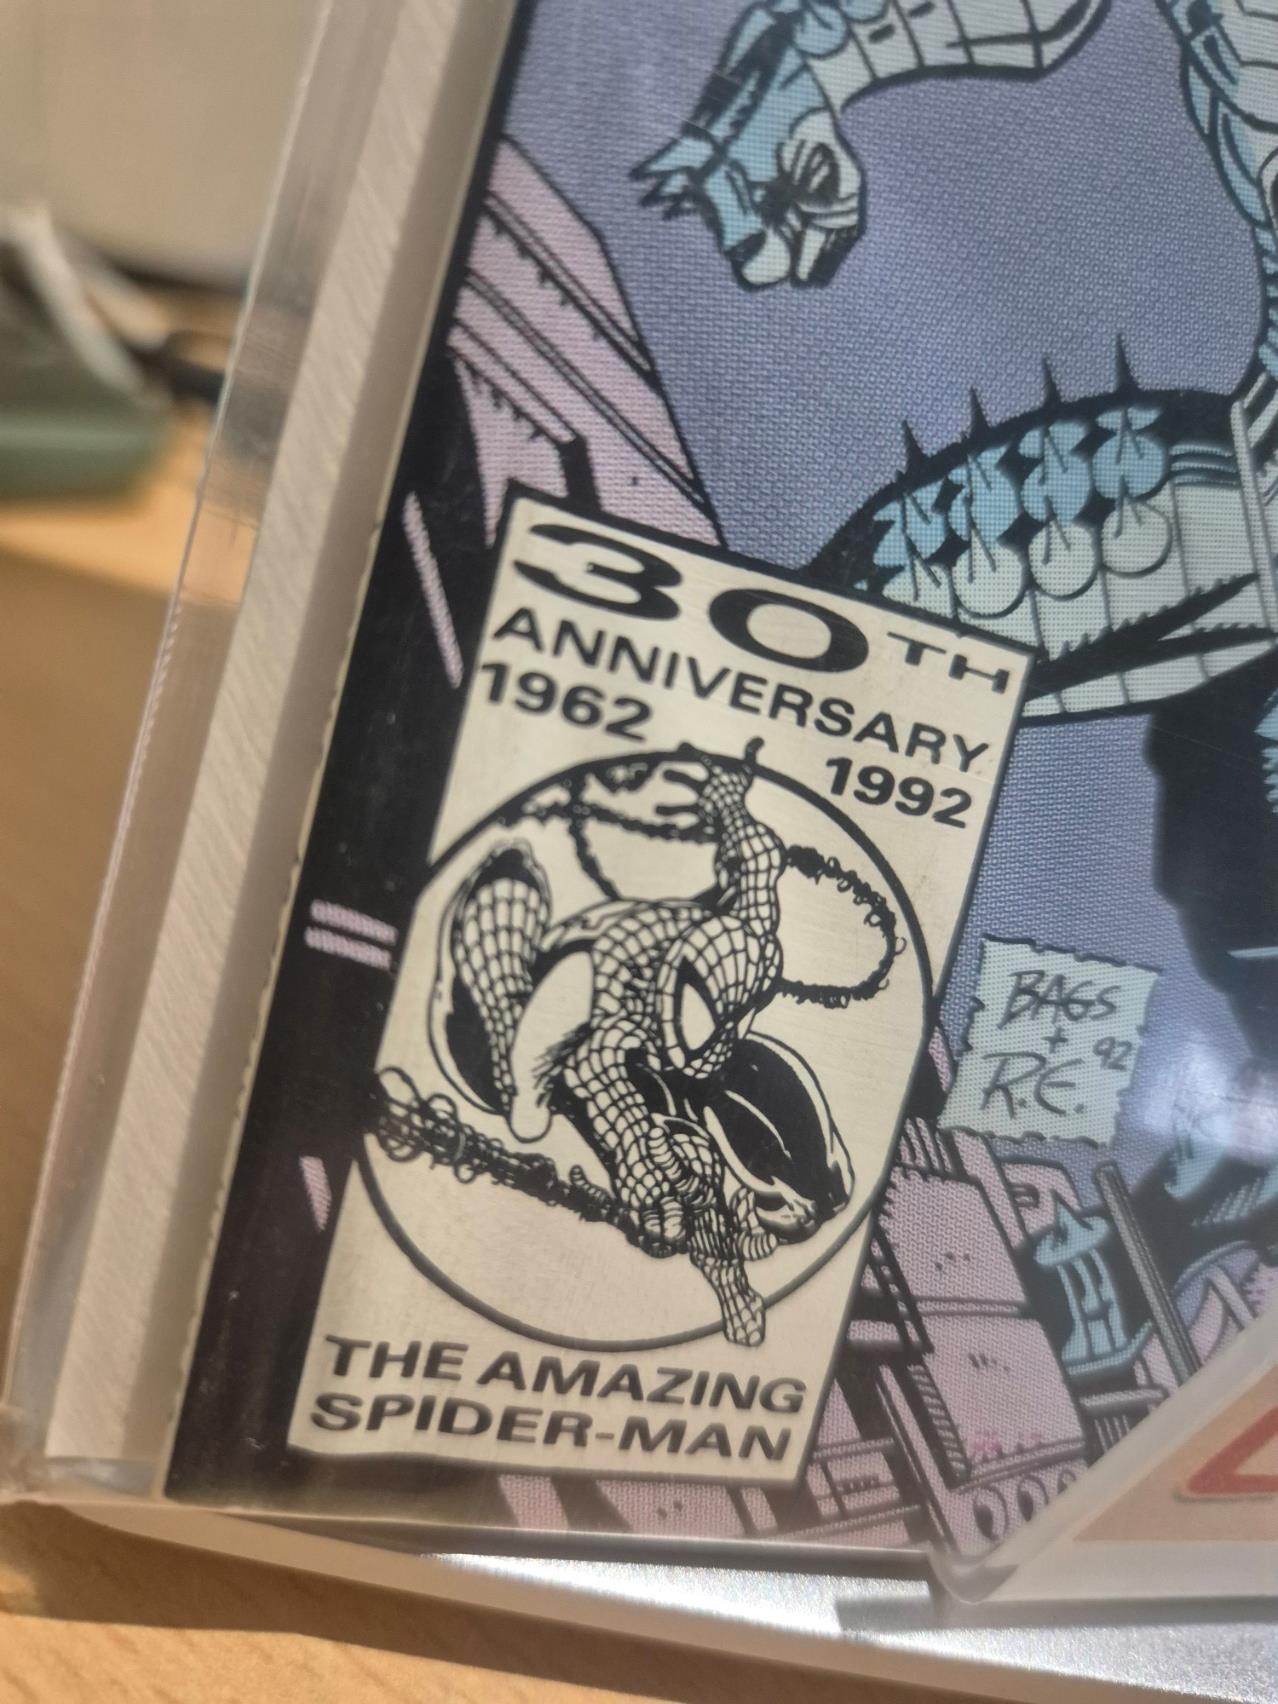 30TH
ANNIVERSARY
1962
1992
THE AMAZING
SPIDER-MAN
BAGS
+ 92
R.E.